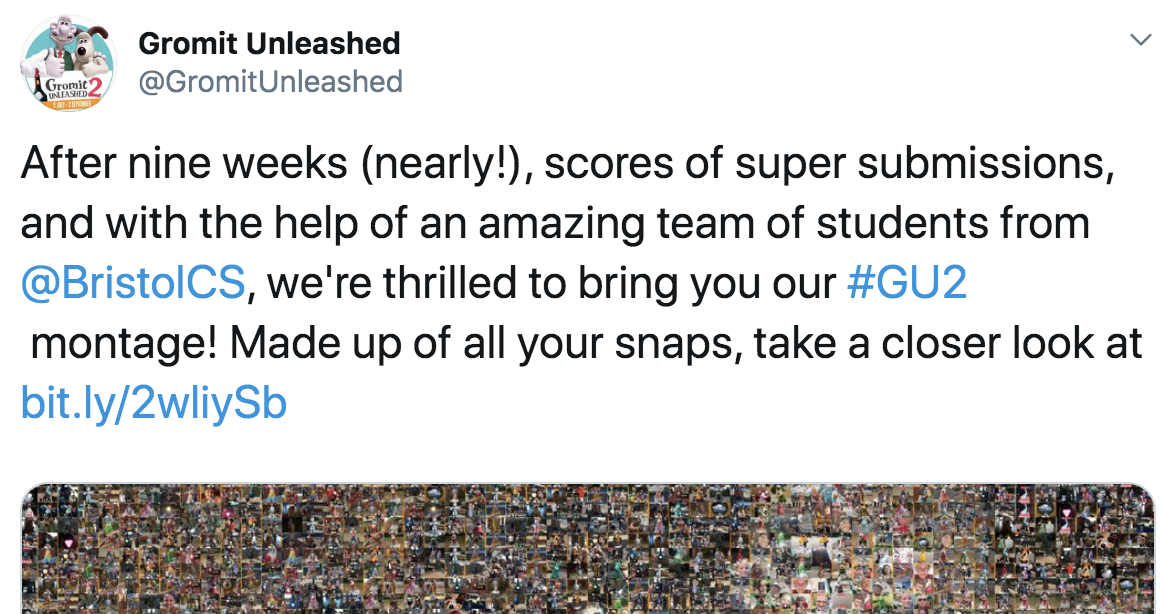 Gromit Unleashed
@GromitUnleashed
Gromit 2
UNLEASHED
After nine weeks (nearly!), scores of super submissions,
and with the help of an amazing team of students from
@BristolCS, we're thrilled to bring you our #GU2
montage! Made up of all your snaps, take a closer look at
bit.ly/2wliySb